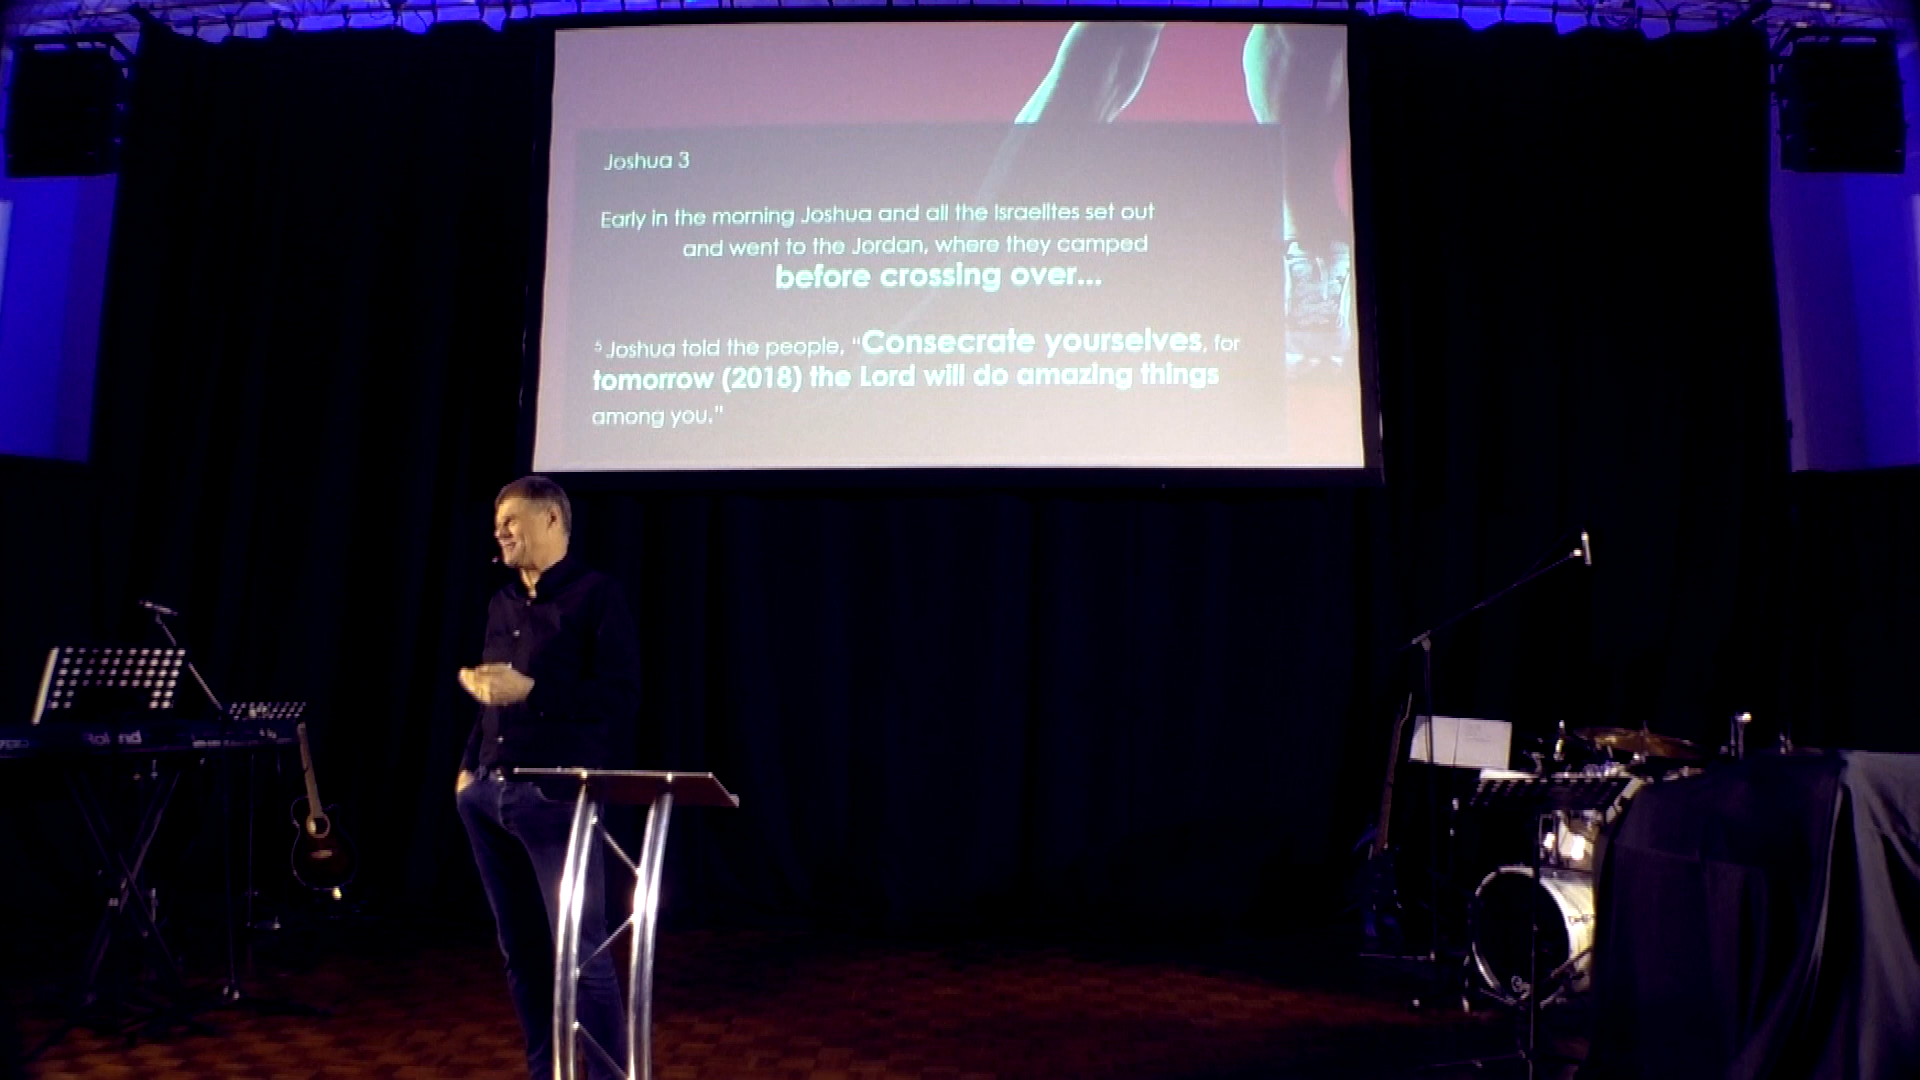 Joshua 3
Early in the morning Joshua and all the Israelites set out
and went to the Jordan, where they camped
before crossing over...
5 Joshua told the people, "Consecrate yourselves, for
tomorrow (2018) the Lord will do amazing things
among you."
Roland